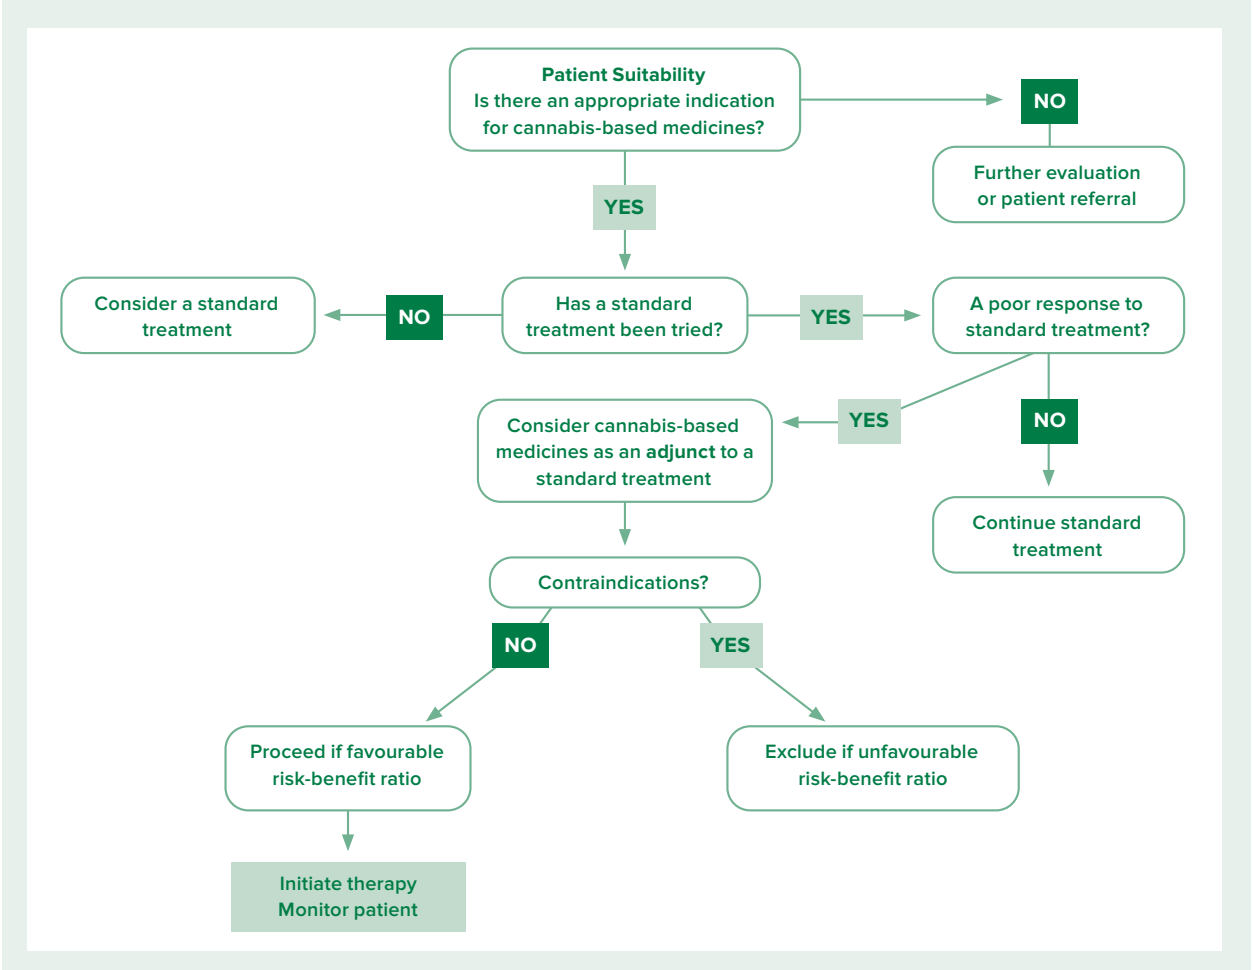 Patient Suitability
Is there an appropriate indication
for cannabis-based medicines?
NO
Further evaluation
or patient referral
YES
Consider a standard
treatment
NO
Has a standard
treatment been tried?
YES
A poor response to
standard treatment?
Consider cannabis-based
medicines as an adjunct to a
standard treatment
YES
NO
Continue standard
treatment
Contraindications?
NO
YES
Proceed if favourable
risk-benefit ratio
Exclude if unfavourable
risk-benefit ratio
Initiate therapy
Monitor patient